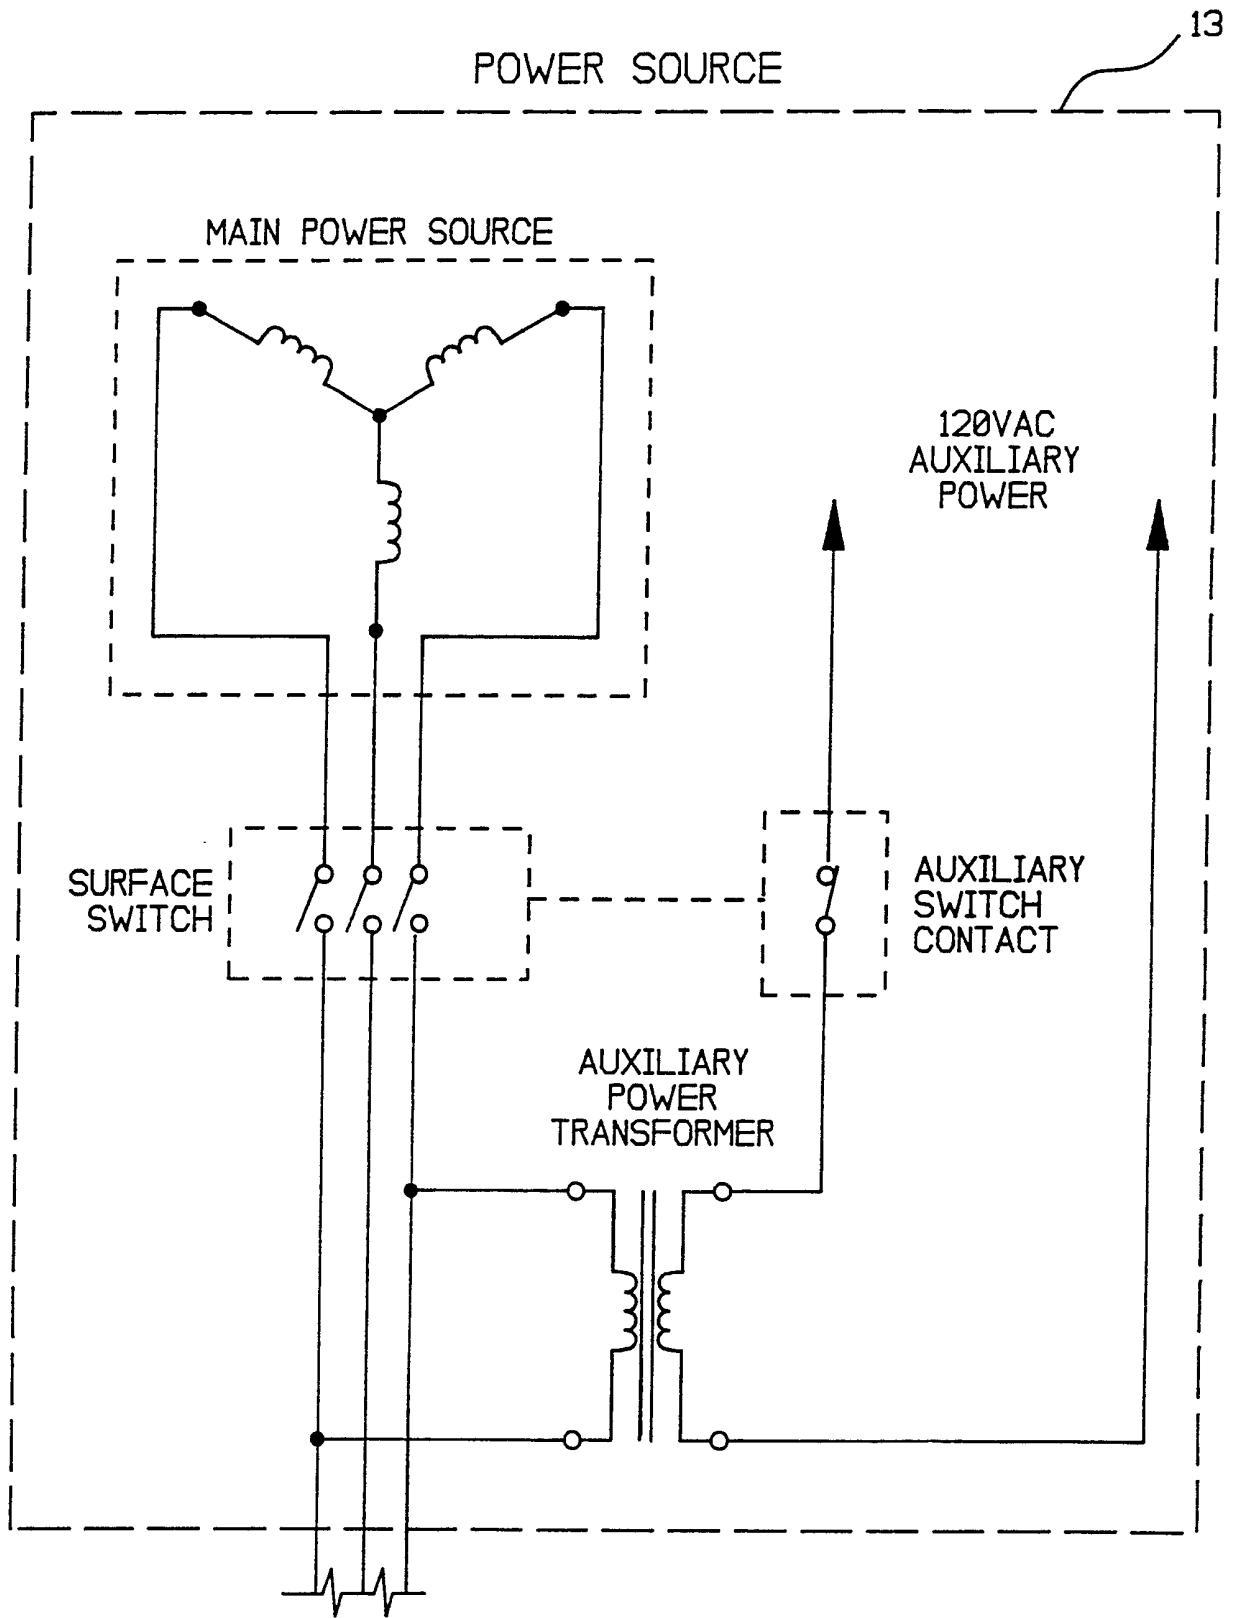 13
POWER SOURCE
MAIN POWER SOURCE
120VAC
AUXILIARY
POWER
SURFACE
SWITCH
AUXILIARY
SWITCH
CONTACT
AUXILIARY
POWER
TRANSFORMER